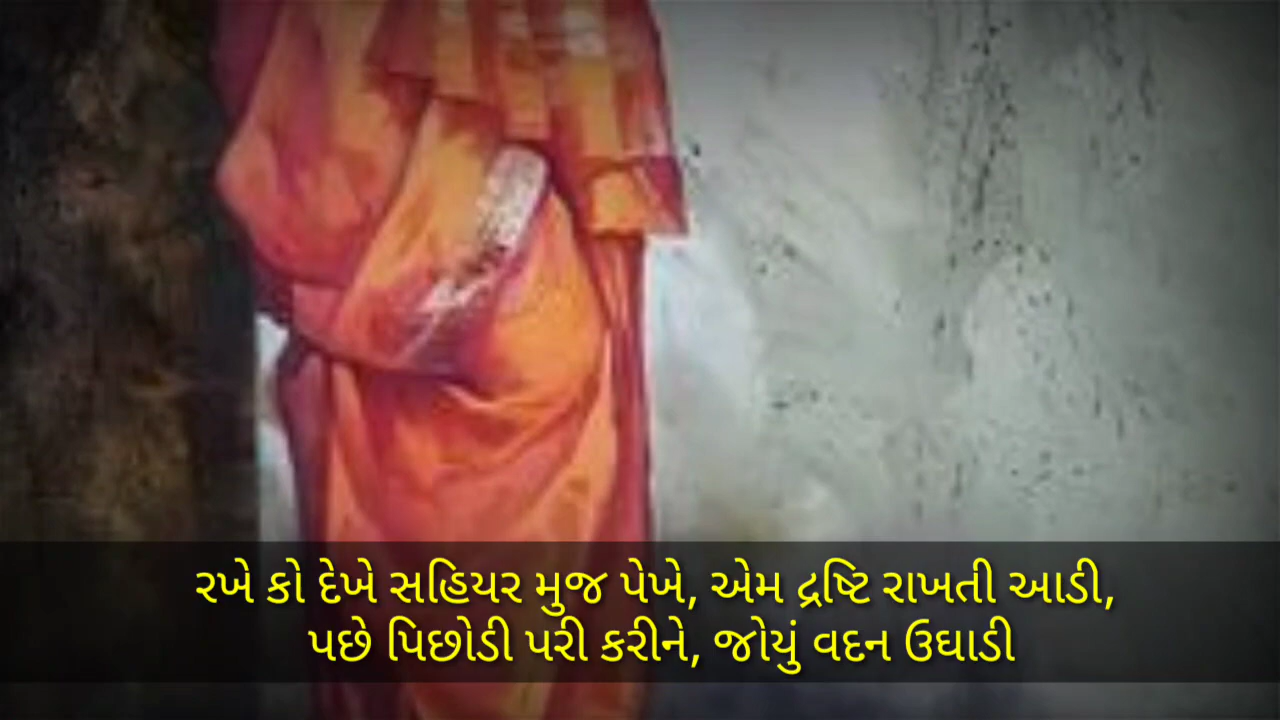 રખે કો દેખે સહિયર મુજ પેખે, એમ દ્રષ્ટિ રાખતી આડી,
પછે પિછોડી પરી કરીને, જોયું વદન ઉઘાડી